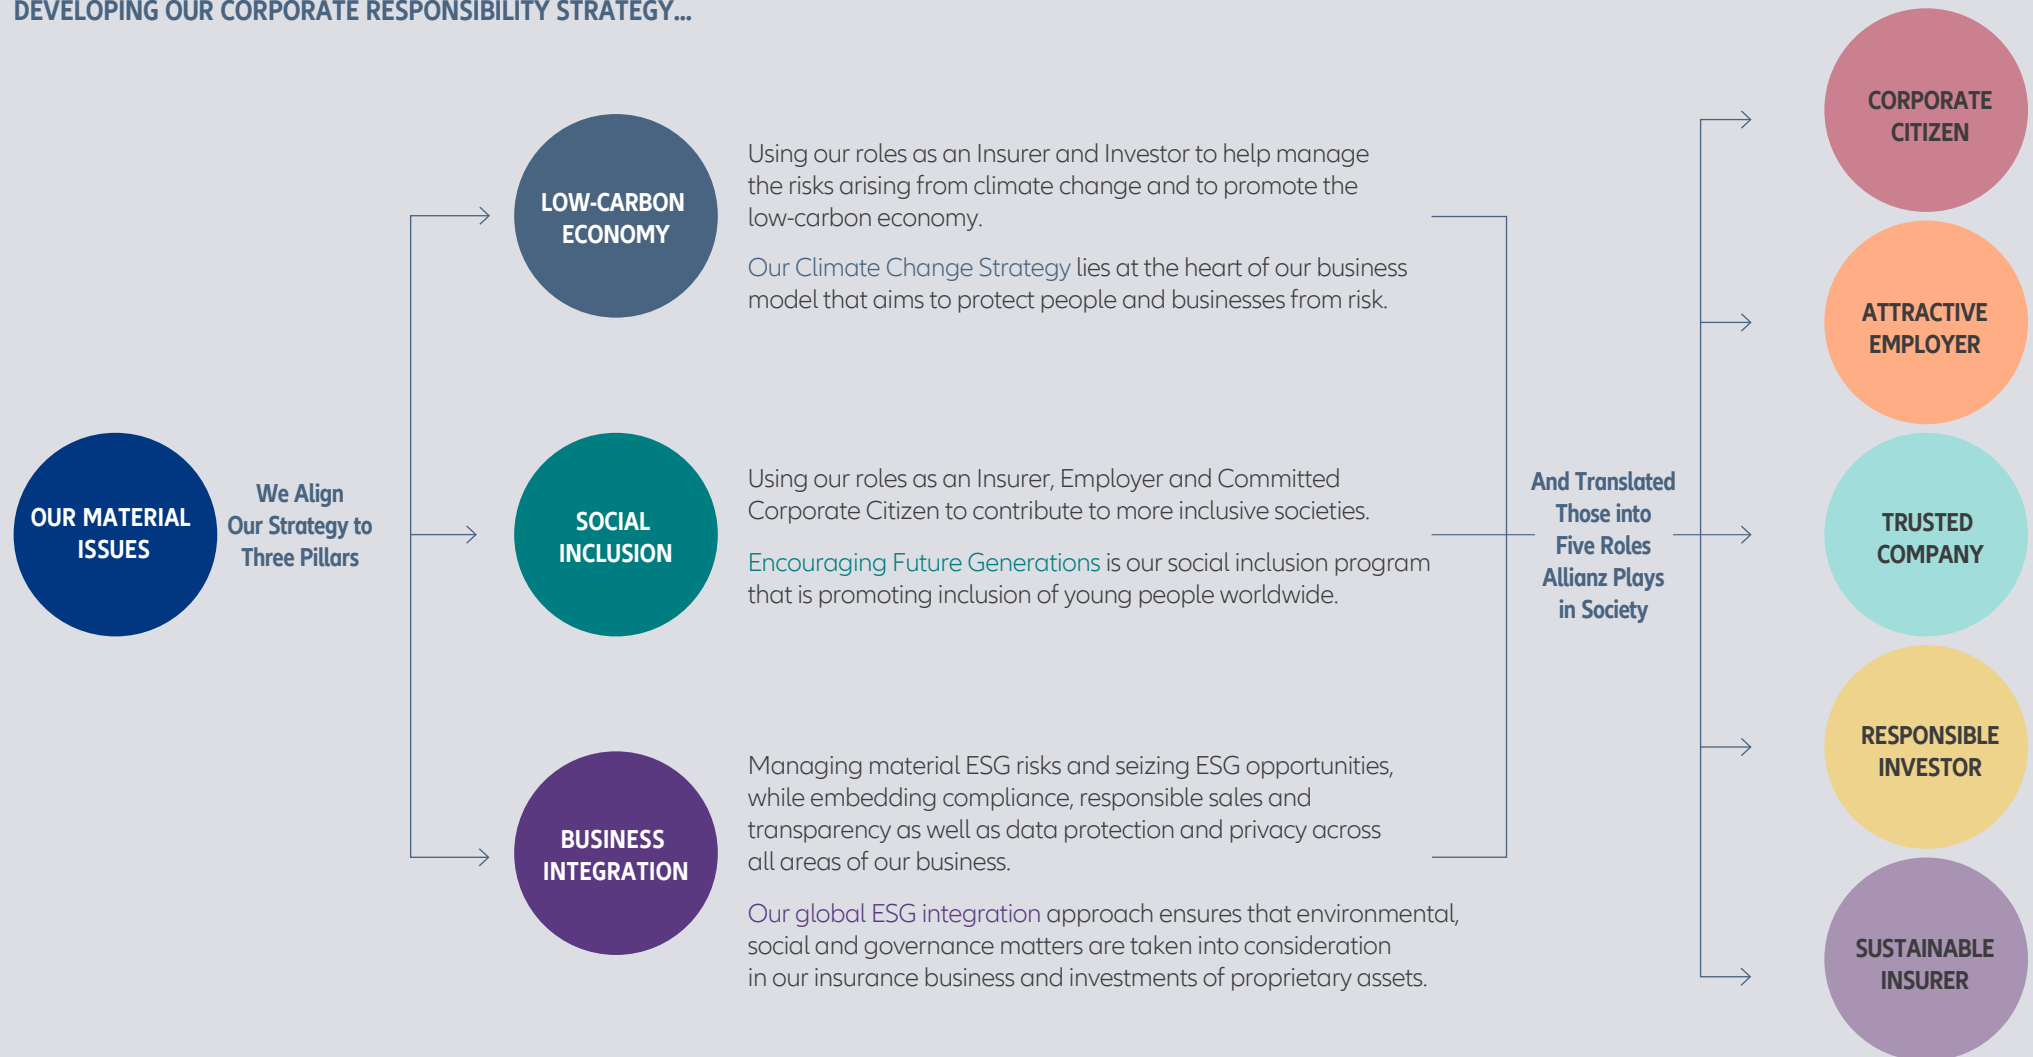 DEVELOPING OUR CORPORATE RESPONSIBILITY STRATEGY...
OUR MATERIAL
ISSUES
We Align
Our Strategy to
Three Pillars
LOW-CARBON
ECONOMY
Using our roles as an Insurer and Investor to help manage
the risks arising from climate change and to promote the
low-carbon economy.
Our Climate Change Strategy lies at the heart of our business
model that aims to protect people and businesses from risk.
SOCIAL
INCLUSION
Using our roles as an Insurer, Employer and Committed
Corporate Citizen to contribute to more inclusive societies.
Encouraging Future Generations is our social inclusion program
that is promoting inclusion of young people worldwide.
BUSINESS
INTEGRATION
Managing material ESG risks and seizing ESG opportunities,
while embedding compliance, responsible sales and
transparency as well as data protection and privacy across
all areas of our business.
Our global ESG integration approach ensures that environmental,
social and governance matters are taken into consideration
in our insurance business and investments of proprietary assets.
And Translated
Those into
Five Roles
Allianz Plays
in Society
CORPORATE
CITIZEN
ATTRACTIVE
EMPLOYER
TRUSTED
COMPANY
RESPONSIBLE
INVESTOR
SUSTAINABLE
INSURER